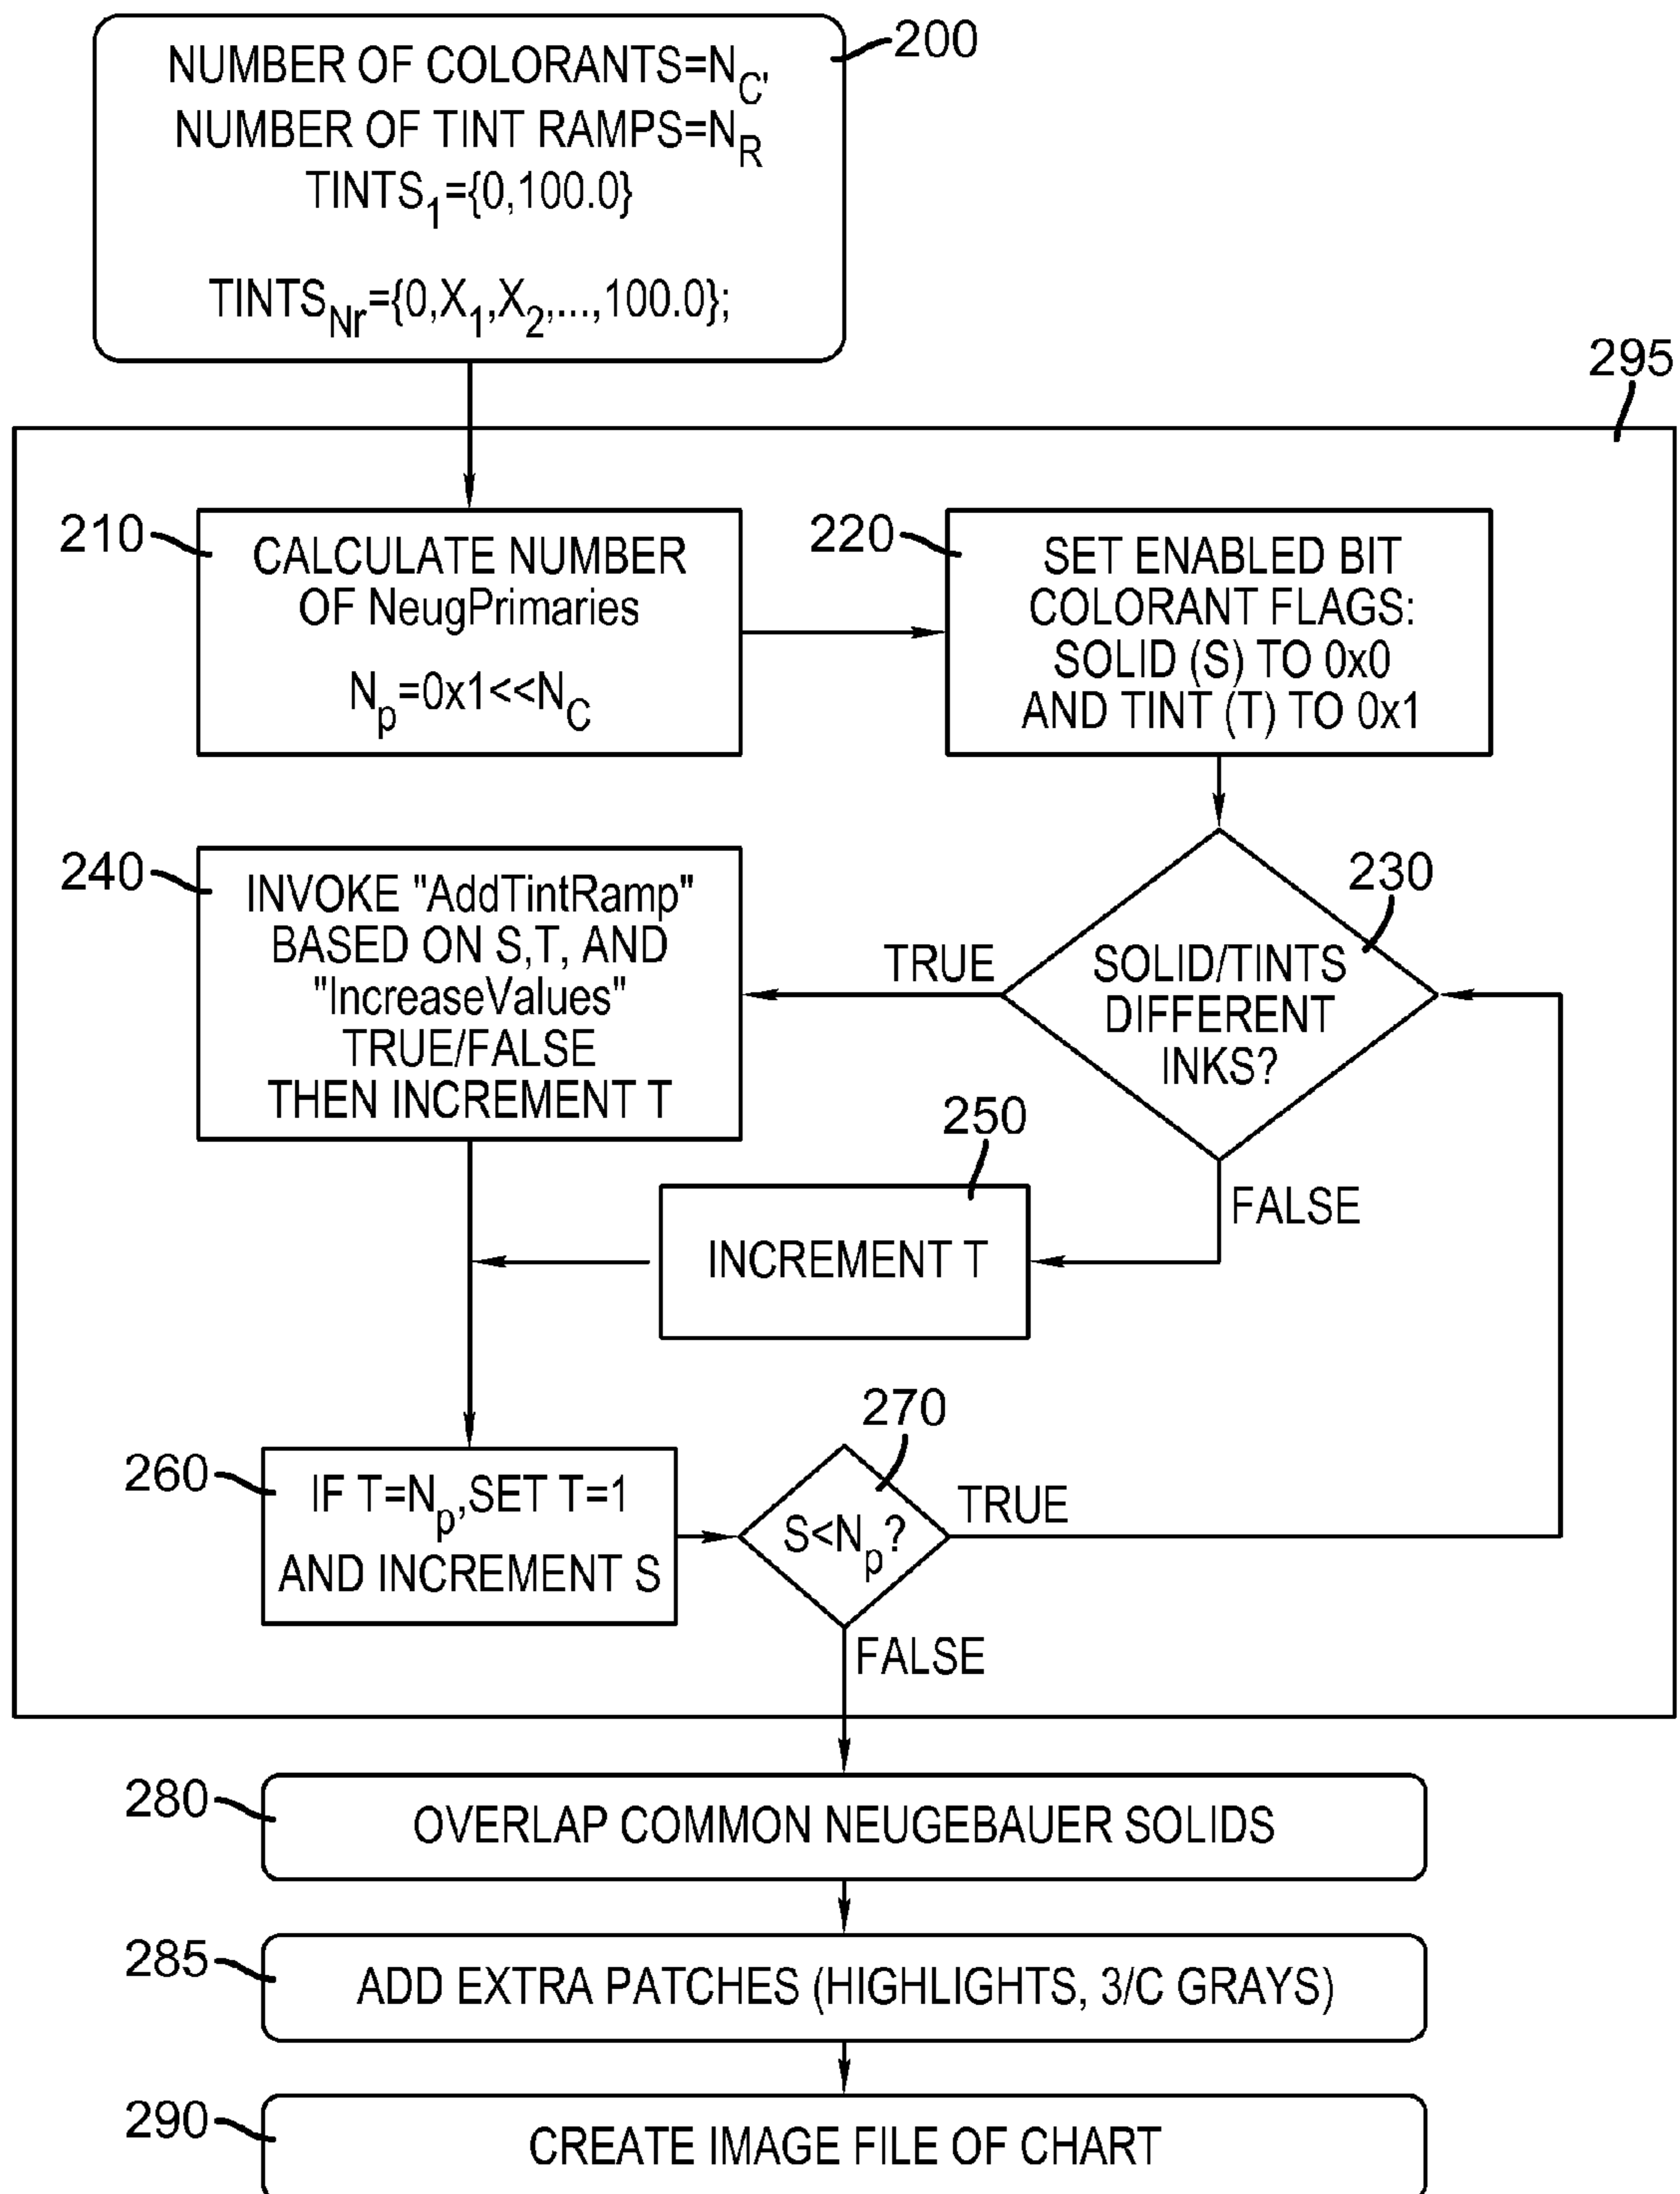 200
NUMBER OF COLORANTS=N_C,
NUMBER OF TINT RAMPS=N_R
TINTS_1={0,100.0}
TINTS_Nr={0,X_1,X_2,...,100.0};
295
210
CALCULATE NUMBER
OF NeugPrimaries
N_p=0x1<<N_C
220
SET ENABLED BIT
COLORANT FLAGS:
SOLID (S) TO 0x0
AND TINT (T) TO 0x1
230
SOLID/TINTS
DIFFERENT
INKS?
TRUE
FALSE
240
INVOKE "AddTintRamp"
BASED ON S,T, AND
"IncreaseValues"
TRUE/FALSE
THEN INCREMENT T
250
INCREMENT T
260
IF T=N_p,SET T=1
AND INCREMENT S
270
S<N_p?
TRUE
FALSE
280
OVERLAP COMMON NEUGEBAUER SOLIDS
285
ADD EXTRA PATCHES (HIGHLIGHTS, 3/C GRAYS)
290
CREATE IMAGE FILE OF CHART